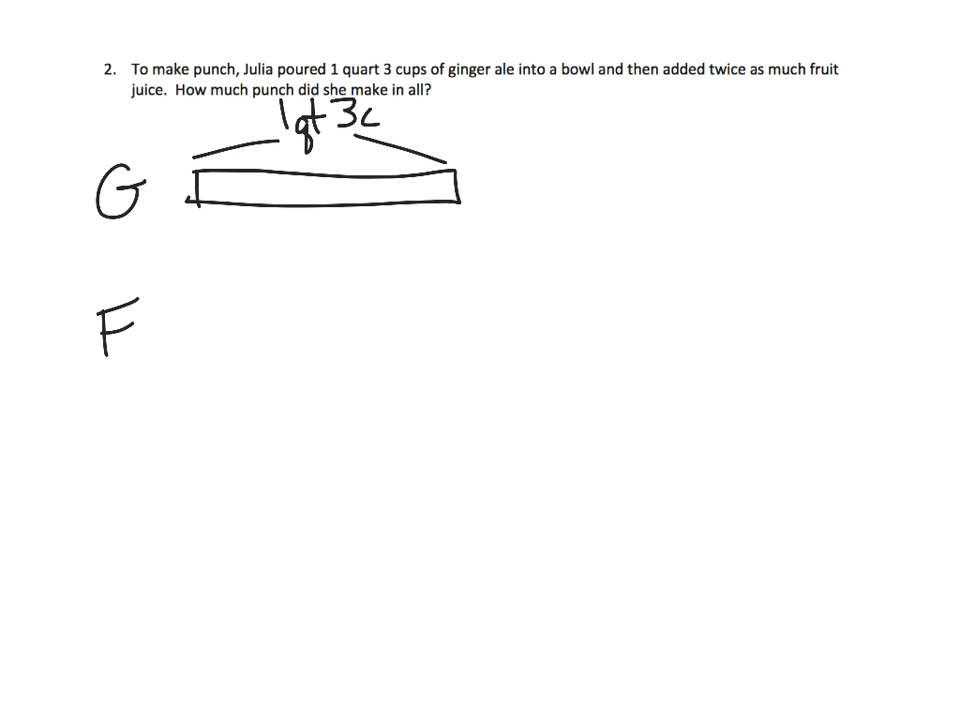 2. To make punch, Julia poured 1 quart 3 cups of ginger ale into a bowl and then added twice as much fruit
juice. How much punch did she make in all?
1qt 3c
G
F